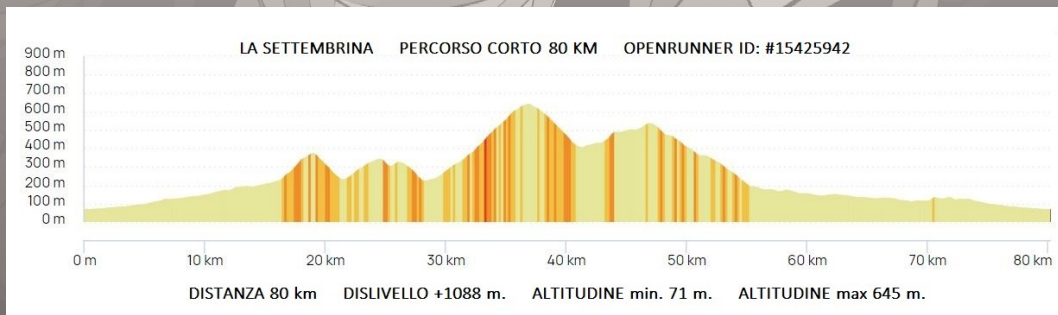 LA SETTEMBRINA PERCORSO CORTO 80 KM OPENRUNNER ID: #15425942
900 m
800 m
700 m
600 m
500 m
400 m
300 m
200 m
100 m
0 m
0 m 10 km 20 km 30 km 40 km 50 km 60 km 70 km 80 km
DISTANZA 80 km DISLIVELLO +1088 m. ALTITUDINE min. 71 m. ALTITUDINE max 645 m.